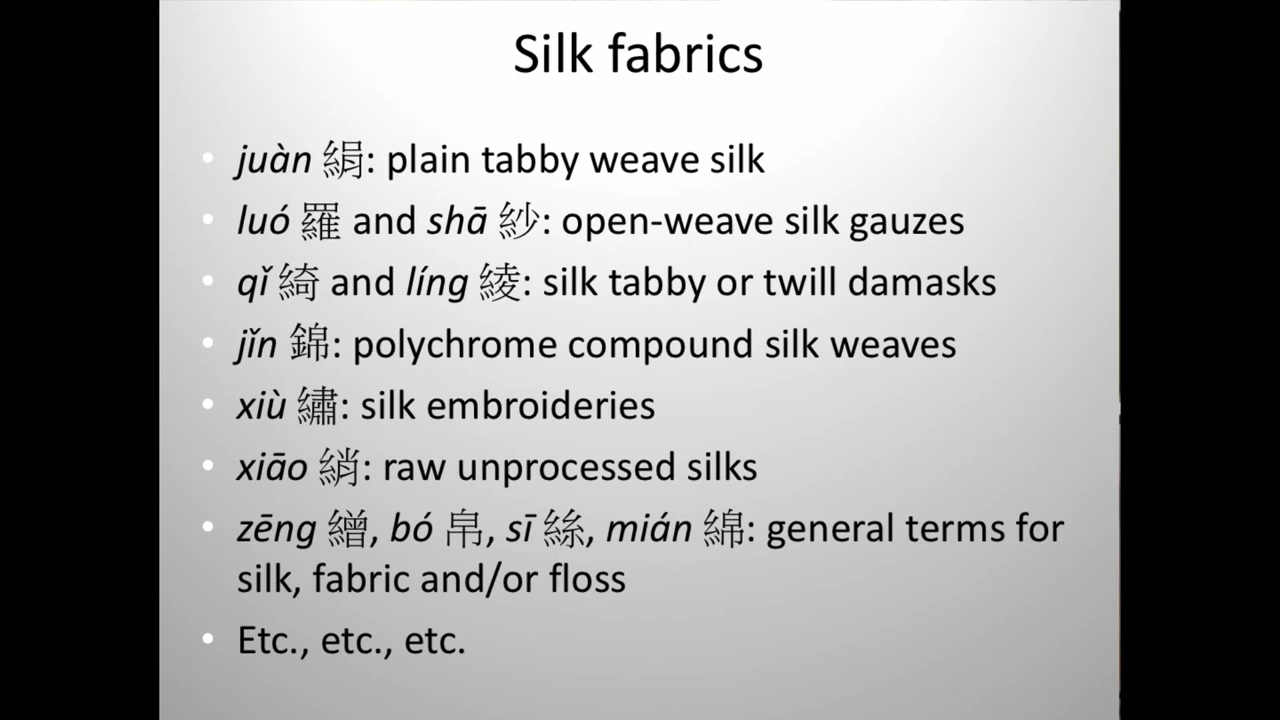 Silk fabrics
• juàn 絹: plain tabby weave silk
• luó 羅 and shā 紗: open-weave silk gauzes
• qǐ 綺 and líng 綾: silk tabby or twill damasks
• jǐn 錦: polychrome compound silk weaves
• xiù 繡: silk embroideries
• xiāo 綃: raw unprocessed silks
• zēng 繒, bó 帛, sī 絲, mián 綿: general terms for
silk, fabric and/or floss
• Etc., etc., etc.